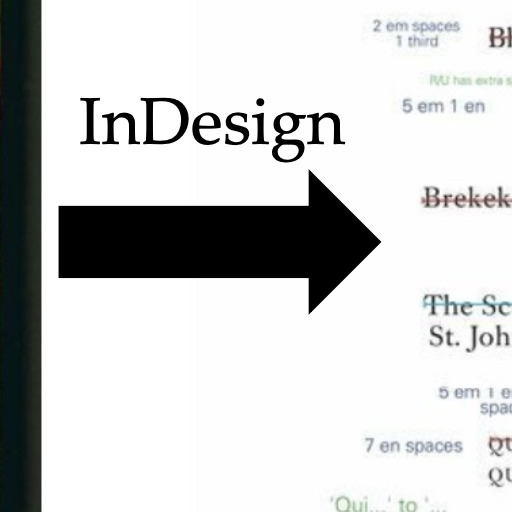 2 em spaces
1 third
R/U has extra
5 em 1 en
InDesign
Brekek
The Sc
St. Joh
5 em 1 e
spac
7 en spaces
QU
QU
'Qui...' to '...